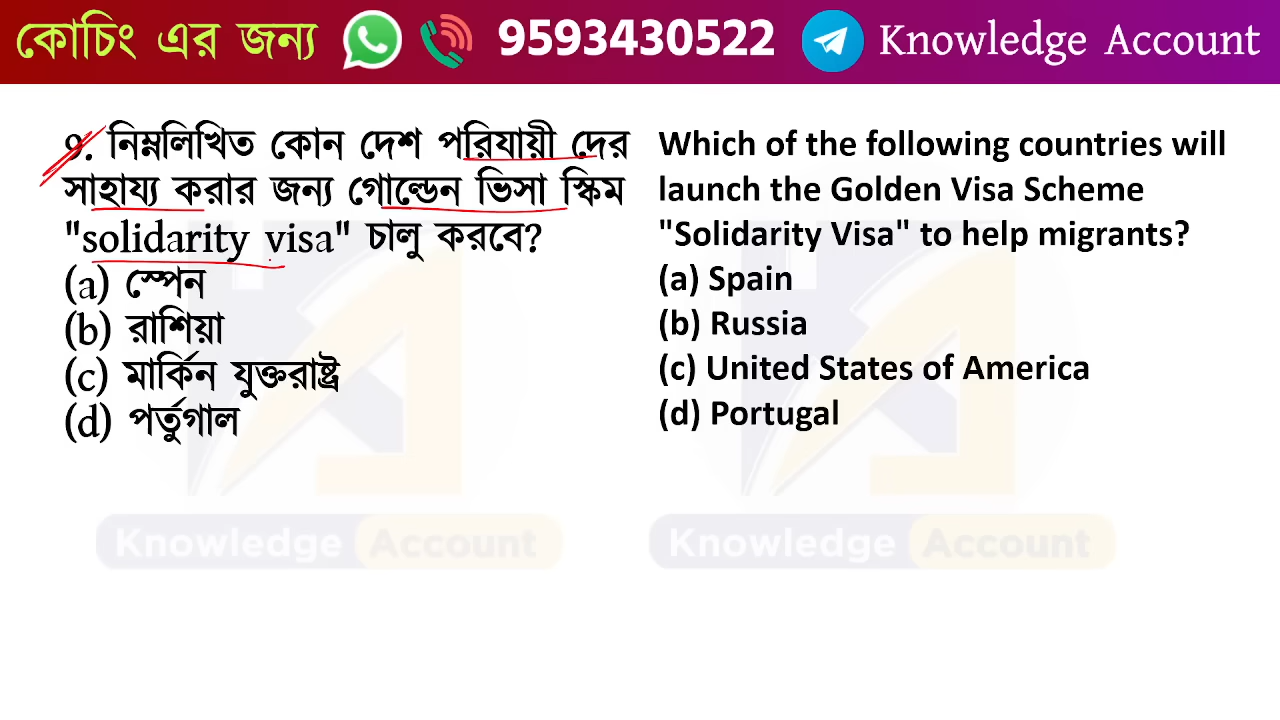 কোচিং এর জন্য 9593430522 Knowledge Account
9. নিম্নলিখিত কোন দেশ পরিযায়ী দের
সাহায্য করার জন্য গোল্ডেন ভিসা স্কিম
"solidarity visa" চালু করবে?
(a) স্পেন
(b) রাশিয়া
(c) মার্কিন যুক্তরাষ্ট্র
(d) পর্তুগাল
Which of the following countries will
launch the Golden Visa Scheme
"Solidarity Visa" to help migrants?
(a) Spain
(b) Russia
(c) United States of America
(d) Portugal
Knowledge Account
Knowledge Account